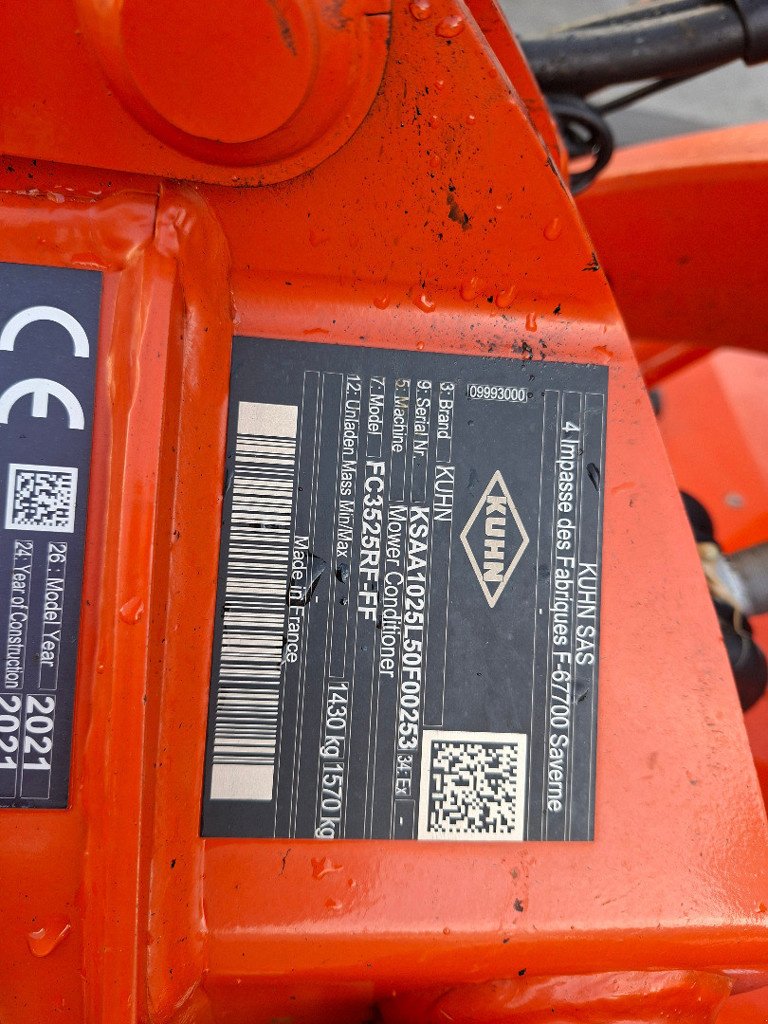 KUHN SAS
4 Impasse des Fabriques F-67700 Saverne
09993000
KUHN
3: Brand KUHN
9: Serial Nr KSAA1025L50F00253 34: Ex -
5: Machine Mower Conditioner
7: Model FC3525RF-FF
12: Unladen Mass Min/Max 1430 kg 1570 kg
-
Made in France
CE
26: Model Year 2021
24: Year of Construction 2021